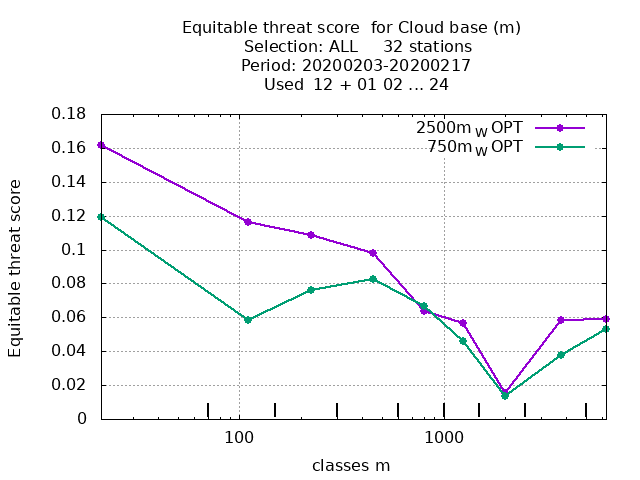 Equitable threat score  for Cloud base (m)
Selection: ALL     32 stations
Period: 20200203-20200217
Used  12 + 01 02 ... 24
2500m W OPT
750m W OPT
0.18
0.16
0.14
0.12
0.1
0.08
0.06
0.04
0.02
0
Equitable threat score
100 1000
classes m